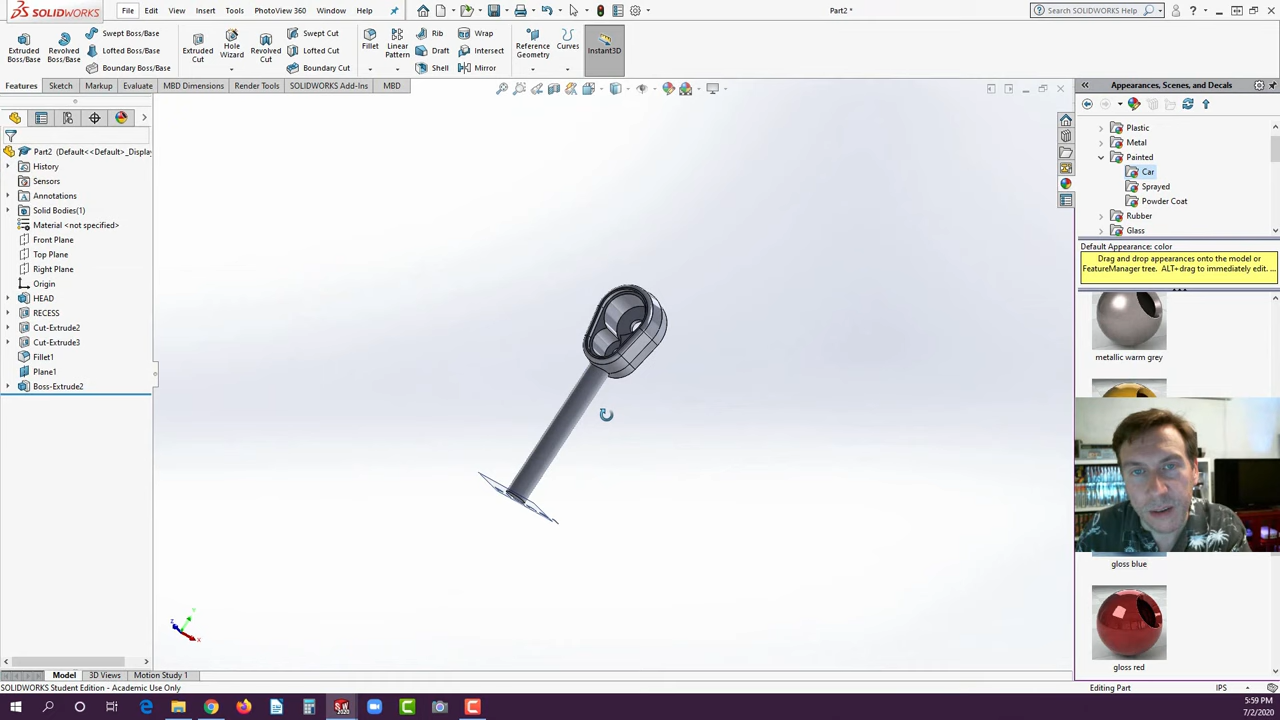 SOLIDWORKS
File Edit View Insert Tools PhotoView 360 Window Help
Part2 *
Search SOLIDWORKS Help
Extruded Boss/Base
Revolved Boss/Base
Swept Boss/Base
Lofted Boss/Base
Boundary Boss/Base
Extruded Cut
Hole Wizard
Revolved Cut
Swept Cut
Lofted Cut
Boundary Cut
Fillet
Linear Pattern
Rib
Draft
Shell
Wrap
Intersect
Mirror
Reference Geometry
Curves
Instant3D
Features Sketch Markup Evaluate MBD Dimensions Render Tools SOLIDWORKS Add-Ins MBD
Part2 (Default<<Default>_Display
History
Sensors
Annotations
Solid Bodies(1)
Material <not specified>
Front Plane
Top Plane
Right Plane
Origin
HEAD
RECESS
Cut-Extrude2
Cut-Extrude3
Fillet1
Plane1
Boss-Extrude2
Appearances, Scenes, and Decals
Plastic
Metal
Painted
Car
Sprayed
Powder Coat
Rubber
Glass
Default Appearance: color
Drag and drop appearances onto the model or
FeatureManager tree. ALT+drag to immediately edit. ...
metallic warm grey
gloss blue
gloss red
Y
Z
X
Model 3D Views Motion Study 1
SOLIDWORKS Student Edition - Academic Use Only
Editing Part
IPS
5:59 PM
7/2/2020